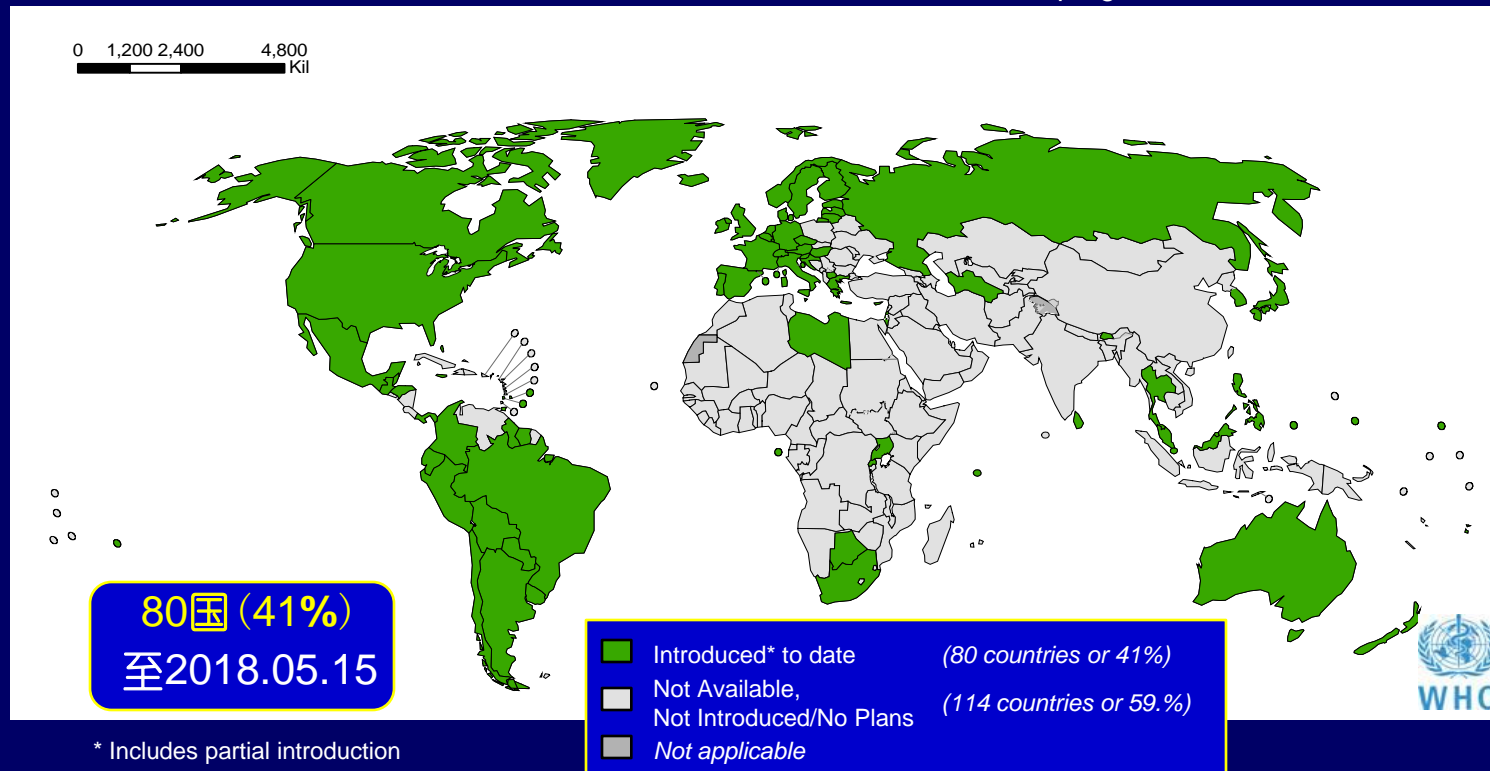 0 1,200 2,400 4,800
Kil
80国（41%）
至2018.05.15
Introduced* to date (80 countries or 41%)
Not Available,
Not Introduced/No Plans (114 countries or 59.%)
Not applicable
* Includes partial introduction
WHO